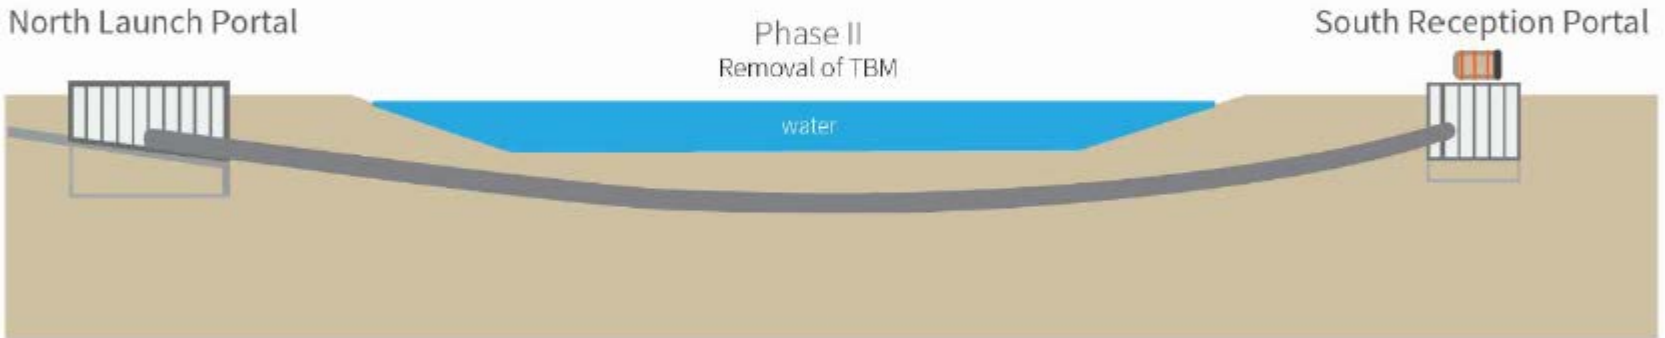 North Launch Portal
Phase II
Removal of TBM
South Reception Portal
water